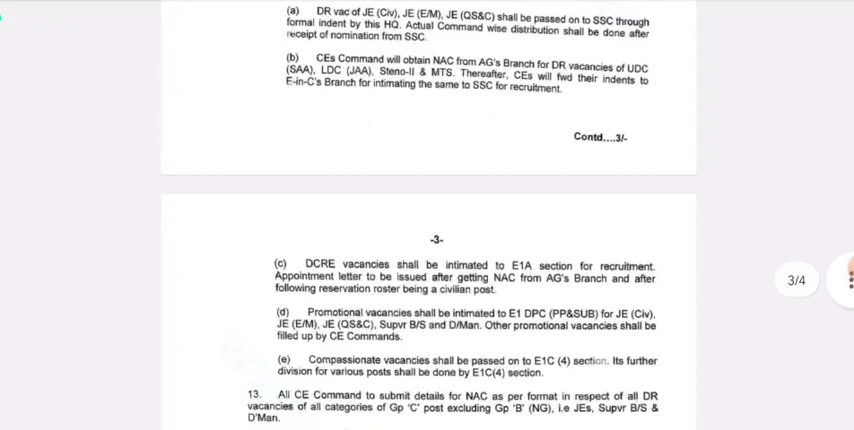 (a) DR vac of JE (Civ), JE (E/M), JE (QS&C) shall be passed on to SSC through
formal indent by this HQ. Actual Command wise distribution shall be done after
receipt of nomination from SSC.
(b) CEs Command will obtain NAC from AG's Branch for DR vacancies of UDC
(SAA), LDC (JAA), Steno-II & MTS. Thereafter, CEs will fwd their indents to
E-in-C's Branch for intimating the same to SSC for recruitment.
Contd....3/-
-3-
(c) DCRE vacancies shall be intimated to E1A section for recruitment.
Appointment letter to be issued after getting NAC from AG's Branch and after
following reservation roster being a civilian post.
3/4
(d) Promotional vacancies shall be intimated to E1 DPC (PP&SUB) for JE (Civ),
JE (E/M), JE (QS&C), Supvr B/S and D/Man. Other promotional vacancies shall be
filled up by CE Commands.
(e) Compassionate vacancies shall be passed on to E1C (4) section. Its further
division for various posts shall be done by E1C(4) section.
13. All CE Command to submit details for NAC as per format in respect of all DR
vacancies of all categories of Gp 'C' post excluding Gp 'B' (NG), i.e JEs, Supvr B/S &
D'Man.